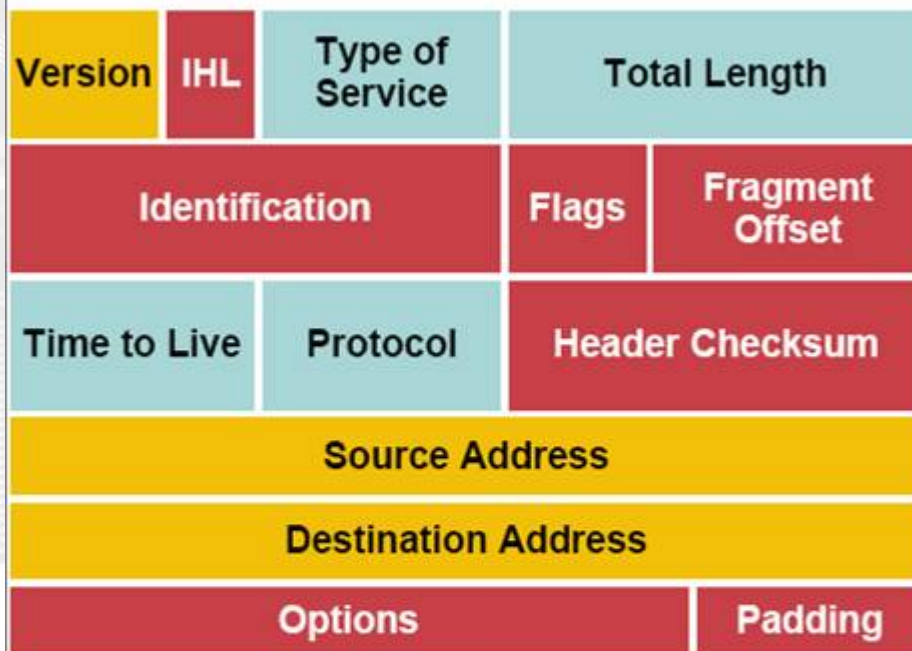 Version IHL Type of Service Total Length
Identification Flags Fragment Offset
Time to Live Protocol Header Checksum
Source Address
Destination Address
Options Padding